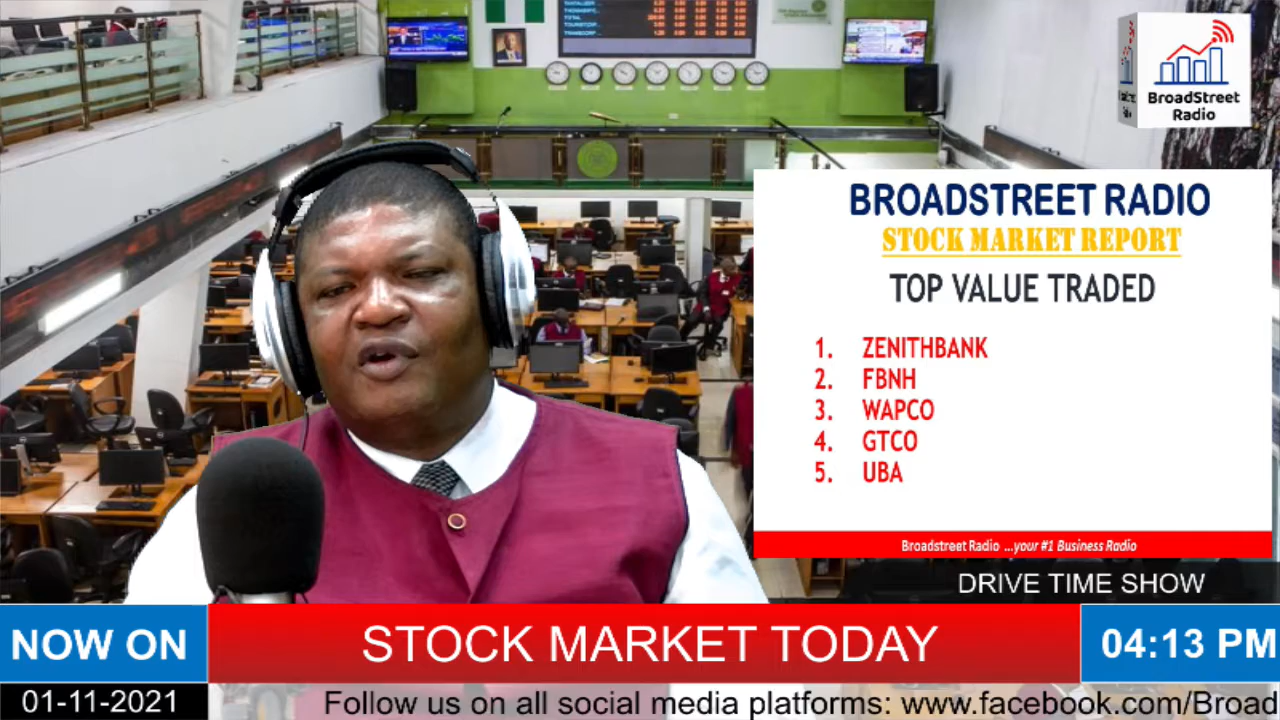 BroadStreet
Radio
BROADSTREET RADIO
STOCK MARKET REPORT
TOP VALUE TRADED
1. ZENITHBANK
2. FBNH
3. WAPCO
4. GTCO
5. UBA
Broadstreet Radio ...your #1 Business Radio
DRIVE TIME SHOW
NOW ON
STOCK MARKET TODAY
04:13 PM
01-11-2021
Follow us on all social media platforms: www.facebook.com/Broad